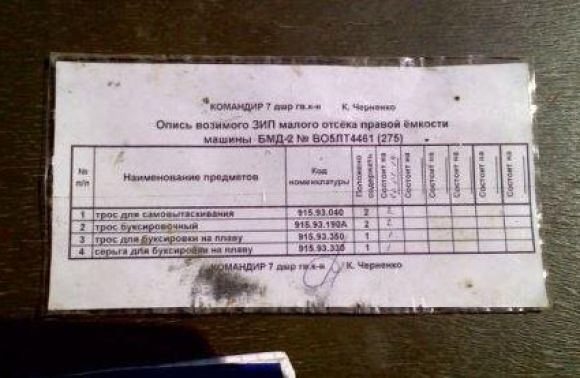 КОМАНДИР 7 дшр гв.к-н К. Черненко
Опись возимого ЗИП малого отсека правой ёмкости
машины БМД-2 № ВО5ЛТ4461 (275)
№ п/п Наименование предметов Код номенклатуры Положено содержать Состоит на Состоит на Состоит на Состоит на Состоит на Состоит на
1 трос для самовытаскивания 915.93.040 2 2
2 трос буксировочный 915.93.190А 2 2
3 трос для буксировки на плаву 915.93.350 1 1
4 серьга для буксировки на плаву 915.93.330 1 1
КОМАНДИР 7 дшр гв.к-н К. Черненко